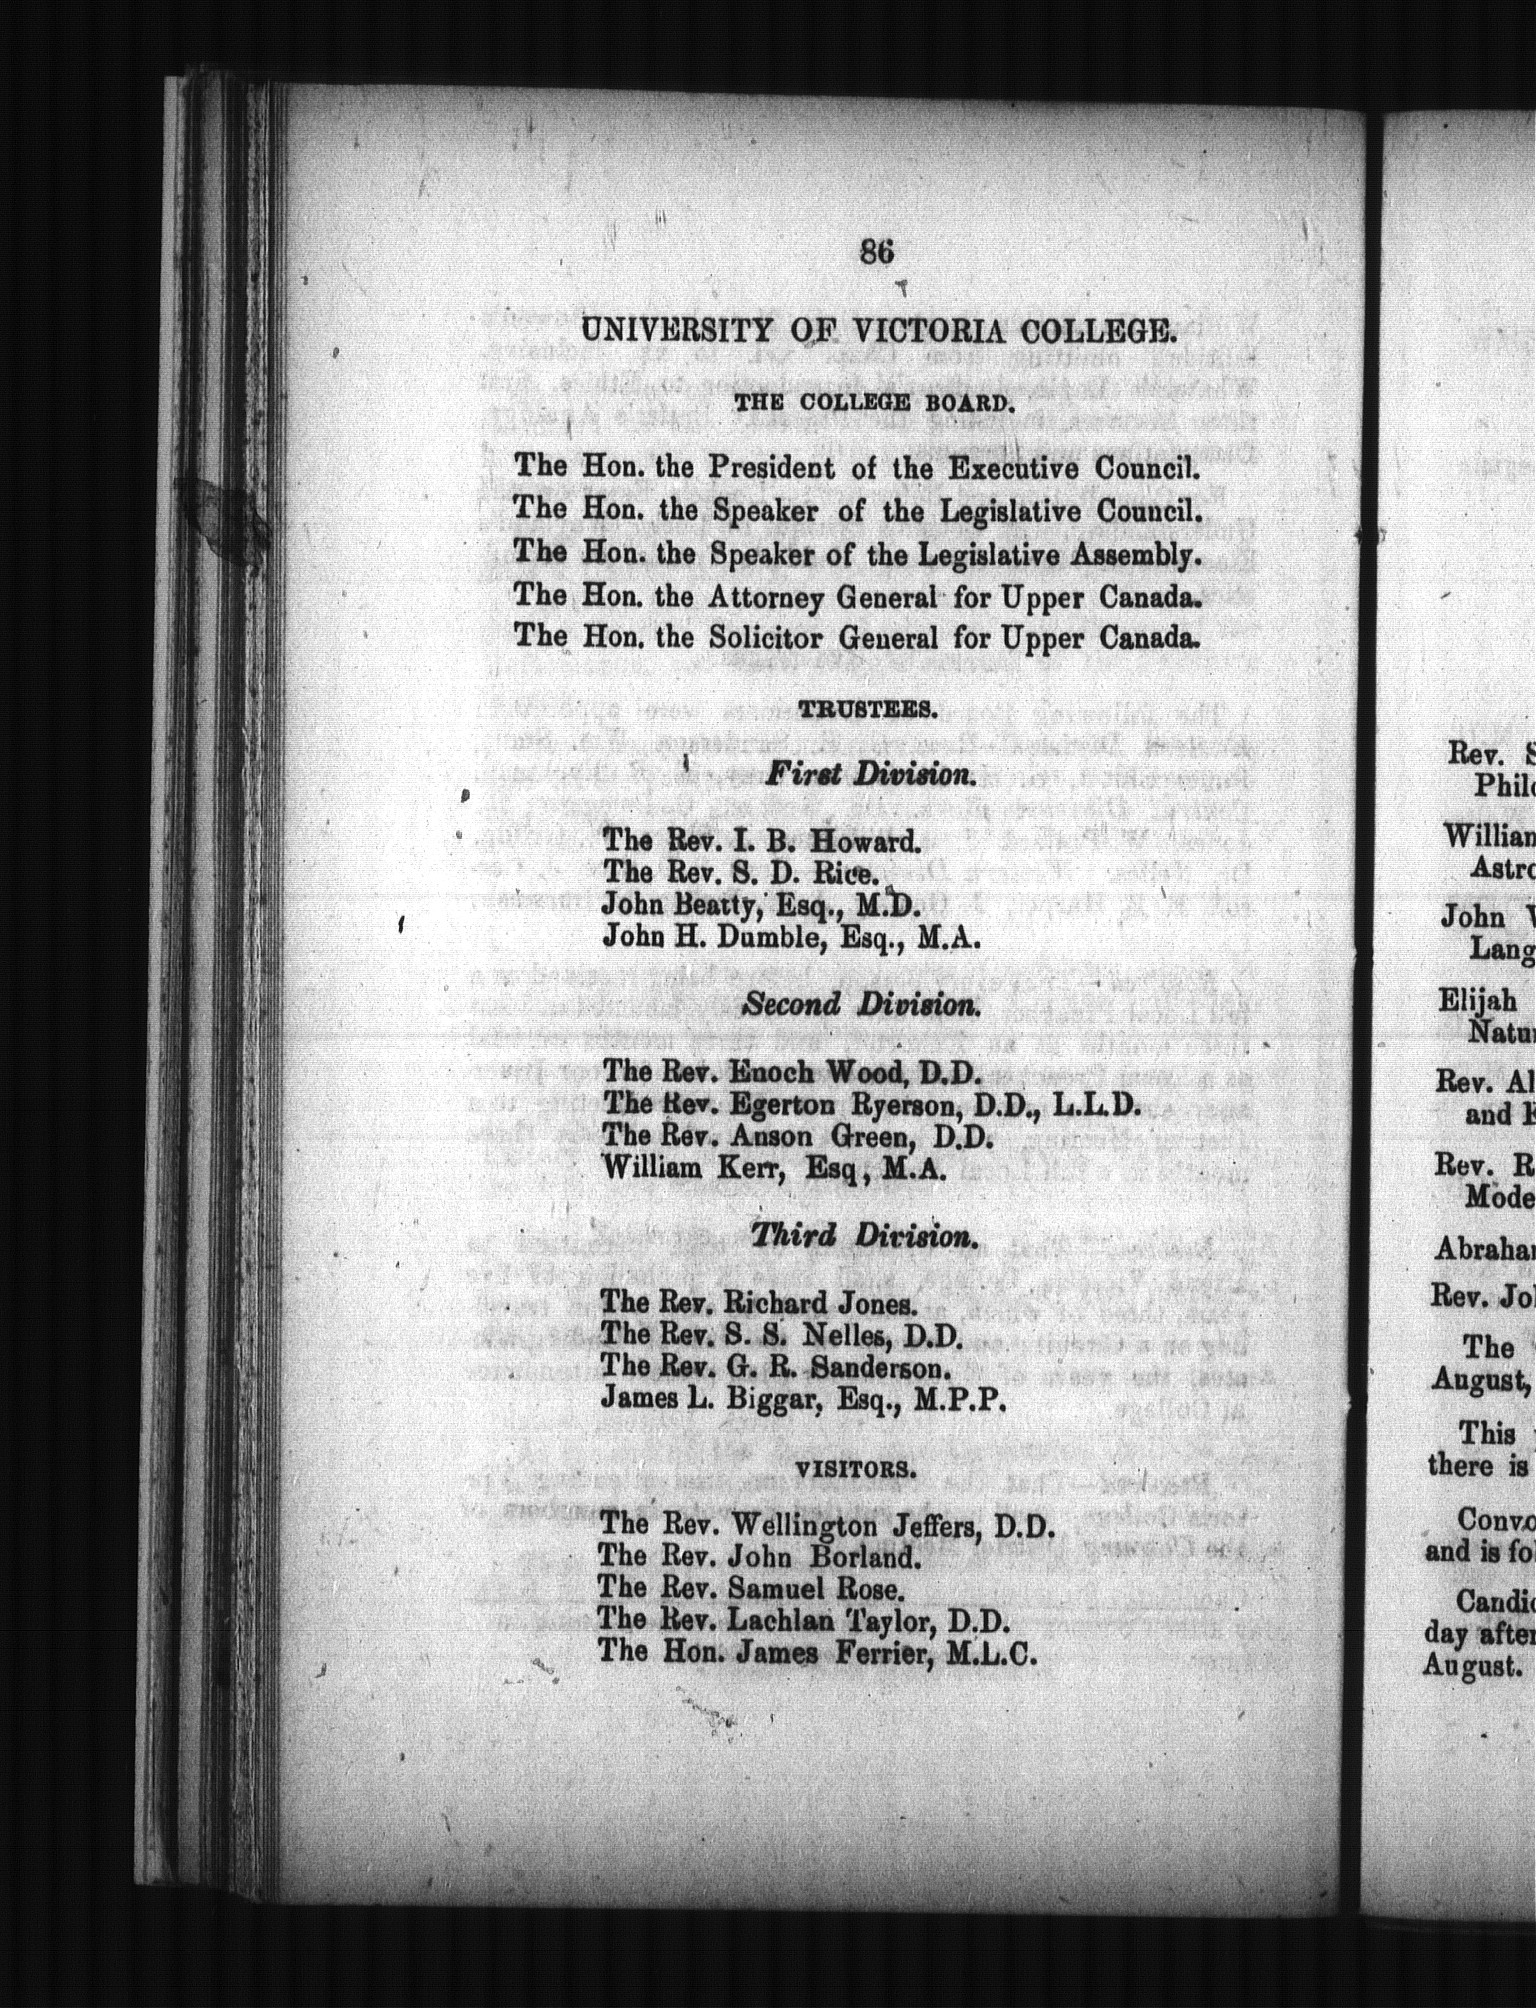 86
UNIVERSITY OF VICTORIA COLLEGE.
THE COLLEGE BOARD.
The Hon. the President of the Executive Council.
The Hon. the Speaker of the Legislative Council.
The Hon. the Speaker of the Legislative Assembly.
The Hon. the Attorney General for Upper Canada.
The Hon. the Solicitor General for Upper Canada.
TRUSTEES.
First Division.
The Rev. I. B. Howard.
The Rev. S. D. Rice.
John Beatty, Esq., M.D.
John H. Dumble, Esq., M.A.
Second Division.
The Rev. Enoch Wood, D.D.
The Rev. Egerton Ryerson, D.D., L.L.D.
The Rev. Anson Green, D.D.
William Kerr, Esq, M.A.
Third Division.
The Rev. Richard Jones.
The Rev. S. S. Nelles, D.D.
The Rev. G. R. Sanderson.
James L. Biggar, Esq., M.P.P.
VISITORS.
The Rev. Wellington Jeffers, D.D.
The Rev. John Borland.
The Rev. Samuel Rose.
The Rev. Lachlan Taylor, D.D.
The Hon. James Ferrier, M.L.C.
Rev.
John
Elijah
Rev.
and
Rev. R
The
August,
This
there is
and is
day
August.